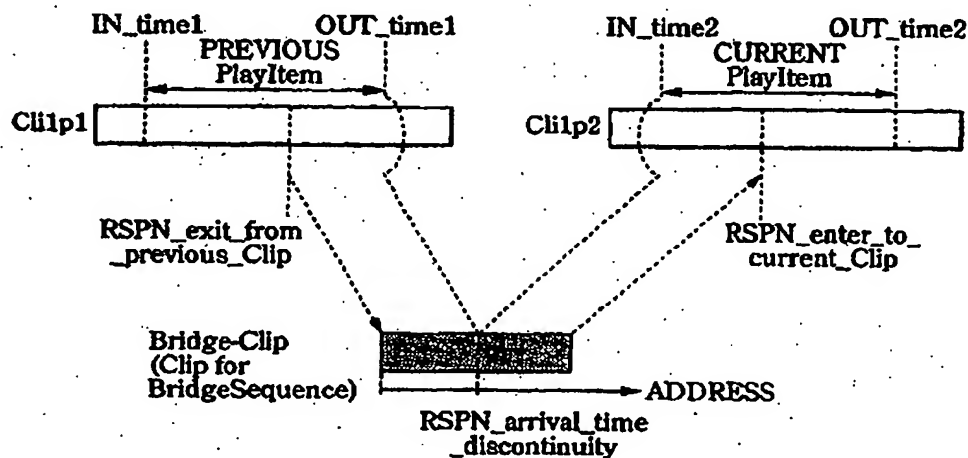 IN_time1
OUT_time1
PREVIOUS
PlayItem
Cli1p1
RSPN_exit_from
_previous_Clip
IN_time2
OUT_time2
CURRENT
PlayItem
Cli1p2
RSPN_enter_to_
current_Clip
Bridge-Clip
(Clip for
BridgeSequence)
ADDRESS
RSPN_arrival_time
_discontinuity